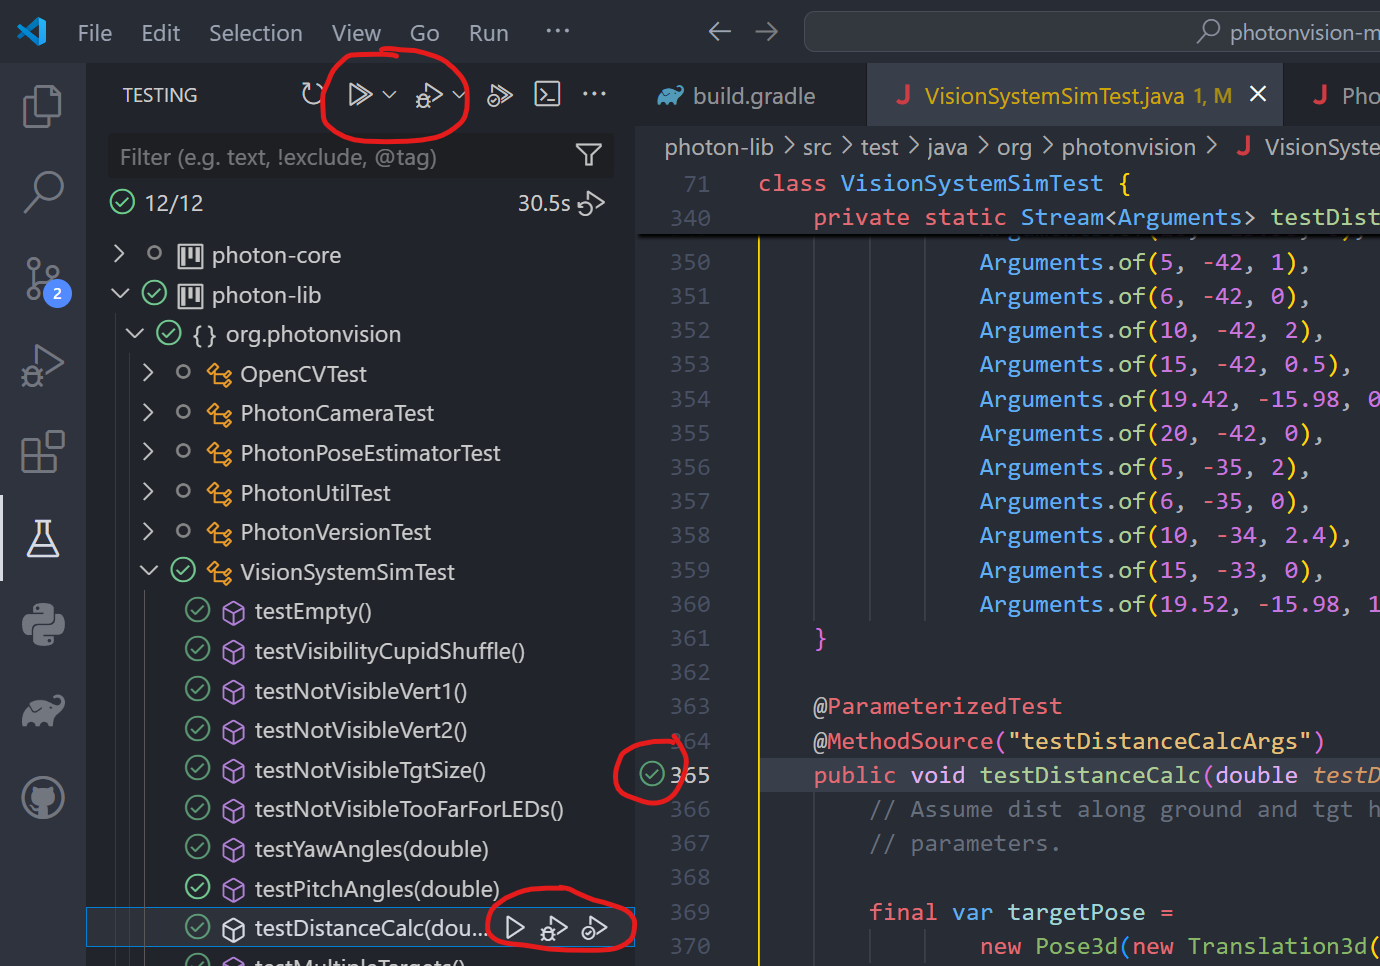 File Edit Selection View Go Run ···
photonvision-m
TESTING
build.gradle
VisionSystemSimTest.java 1, M
Pho
Filter (e.g. text, !exclude, @tag)
12/12 30.5s
photon-core
photon-lib
org.photonvision
OpenCVTest
PhotonCameraTest
PhotonPoseEstimatorTest
PhotonUtilTest
PhotonVersionTest
VisionSystemSimTest
testEmpty()
testVisibilityCupidShuffle()
testNotVisibleVert1()
testNotVisibleVert2()
testNotVisibleTgtSize()
testNotVisibleTooFarForLEDs()
testYawAngles(double)
testPitchAngles(double)
testDistanceCalc(dou...
testMultipleTargets()
2
photon-lib > src > test > java > org > photonvision > VisionSyste
71 class VisionSystemSimTest {
340 private static Stream<Arguments> testDist
350 Arguments.of(5, -42, 1),
351 Arguments.of(6, -42, 0),
352 Arguments.of(10, -42, 2),
353 Arguments.of(15, -42, 0.5),
354 Arguments.of(19.42, -15.98, 0
355 Arguments.of(20, -42, 0),
356 Arguments.of(5, -35, 2),
357 Arguments.of(6, -35, 0),
358 Arguments.of(10, -34, 2.4),
359 Arguments.of(15, -33, 0),
360 Arguments.of(19.52, -15.98, 1
361 }
362
363 @ParameterizedTest
364 @MethodSource("testDistanceCalcArgs")
365 public void testDistanceCalc(double testD
366 // Assume dist along ground and tgt h
367 // parameters.
368
369 final var targetPose =
370 new Pose3d(new Translation3d(